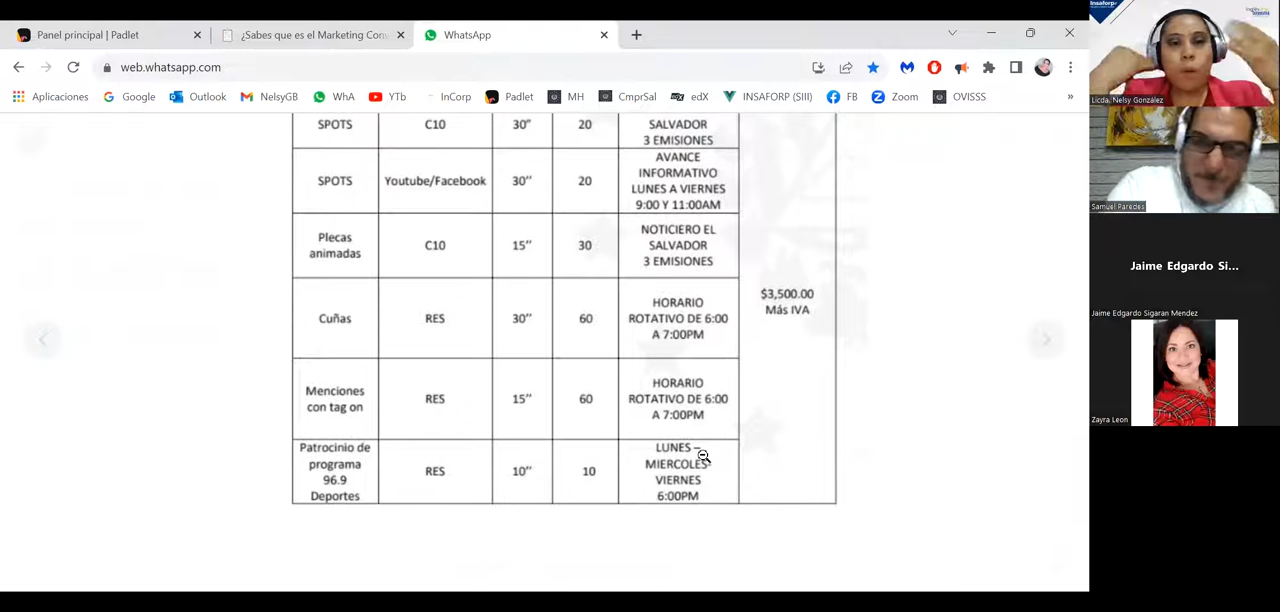 Panel principal | Padlet
¿Sabes que es el Marketing Con
WhatsApp
web.whatsapp.com
Aplicaciones Google Outlook NelsyGB WhA YTb InCorp Padlet MH CmprSal edX INSAFORP (SIII) FB Zoom OVISSS »
SPOTS C10 30" 20 SALVADOR
3 EMISIONES
SPOTS Youtube/Facebook 30" 20 AVANCE
INFORMATIVO
LUNES A VIERNES
9:00 Y 11:00AM
Plecas
animadas
C10 15" 30 NOTICIERO EL
SALVADOR
3 EMISIONES
$3,500.00
Más IVA
Cuñas RES 30" 60 HORARIO
ROTATIVO DE 6:00
A 7:00PM
Menciones
con tag on
RES 15" 60 HORARIO
ROTATIVO DE 6:00
A 7:00PM
Patrocinio de
programa
96.9
Deportes
RES 10" 10 LUNES –
MIERCOLES-
VIERNES
6:00PM
Insaforp
Licda. Nelsy González
Samuel Paredes
Jaime Edgardo Si...
Jaime Edgardo Sigaran Mendez
Zayra Leon